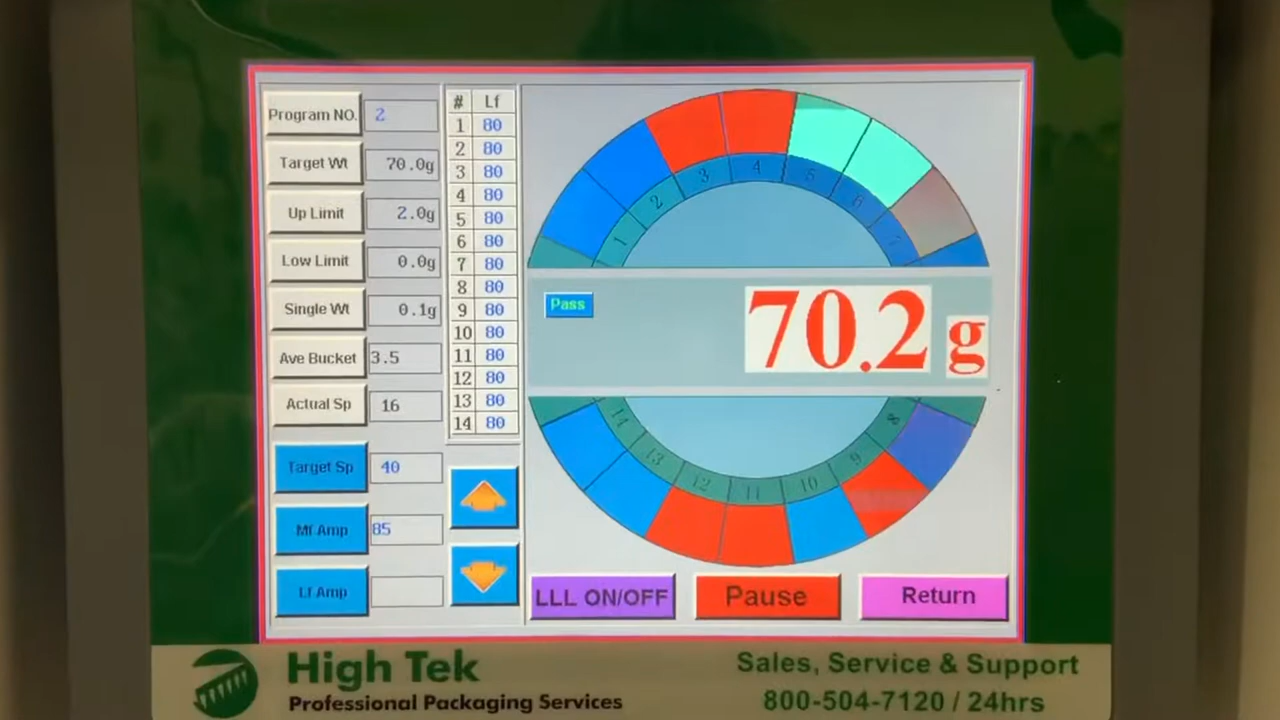 Program NO. 2
Target Wt 70.0g
Up Limit 2.0g
Low Limit 0.0g
Single Wt 0.1g
Ave Bucket 3.5
Actual Sp 16
Target Sp 40
Mf Amp 85
Lf Amp
# Lf
1 80
2 80
3 80
4 80
5 80
6 80
7 80
8 80
9 80
10 80
11 80
12 80
13 80
14 80
1 2 3 4 5 6 7
Pass
70.2 g
14 13 12 11 10 9 8
LLL ON/OFF Pause Return
High Tek
Professional Packaging Services
Sales, Service & Support
800-504-7120 / 24hrs